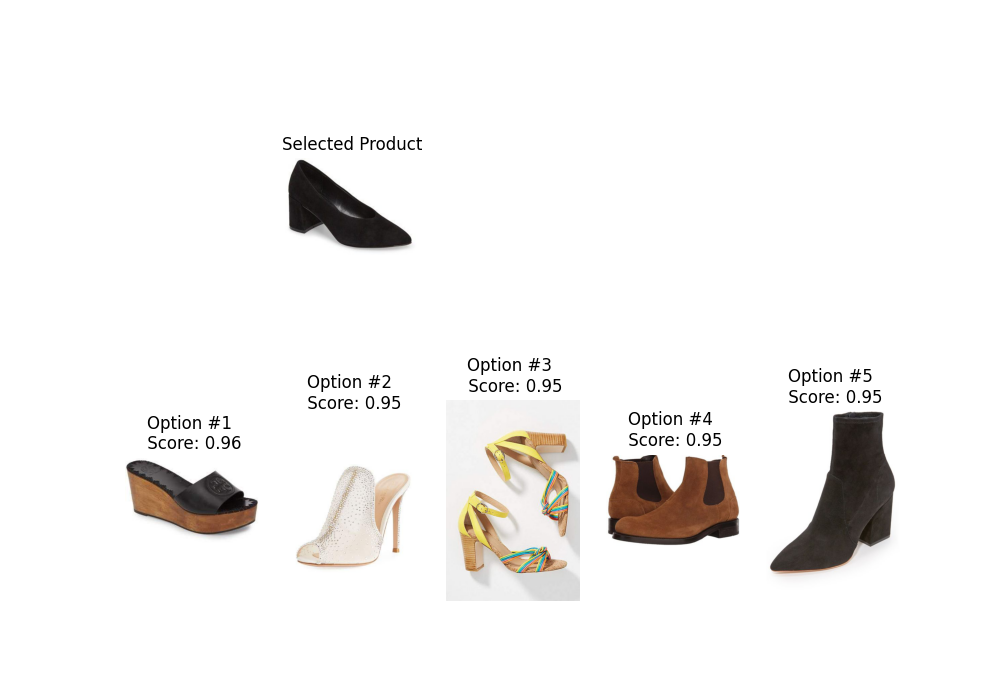 Selected Product
Option #1
Score: 0.96
Option #2
Score: 0.95
Option #3
Score: 0.95
Option #4
Score: 0.95
Option #5
Score: 0.95